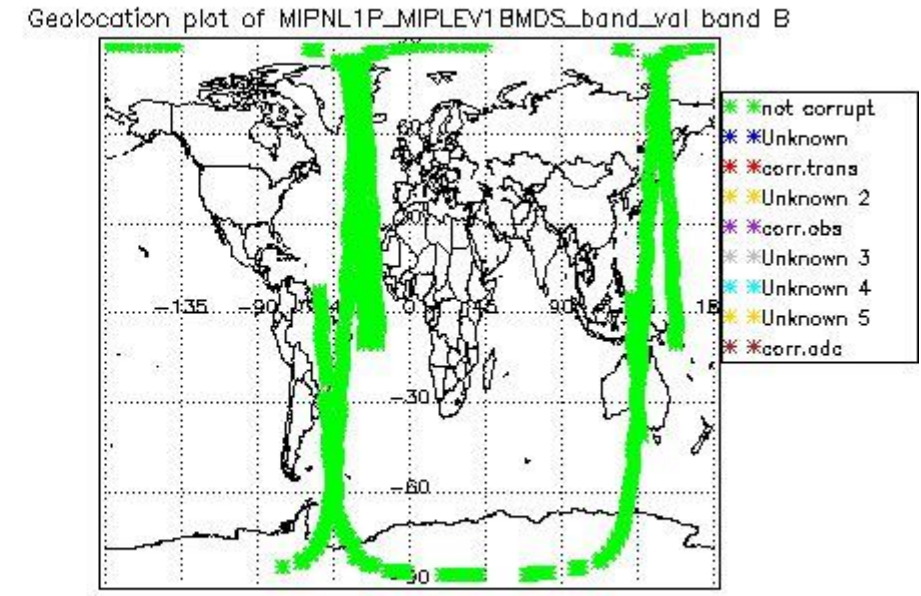 Geolocation plot of MIPNL1P_MIPLEV1BMDS_band_val band B
not corrupt
Unknown
corr.trans
Unknown 2
corr.obs
Unknown 3
Unknown 4
Unknown 5
corr.adc
60
-135 -90 0 45 90
-30
-60